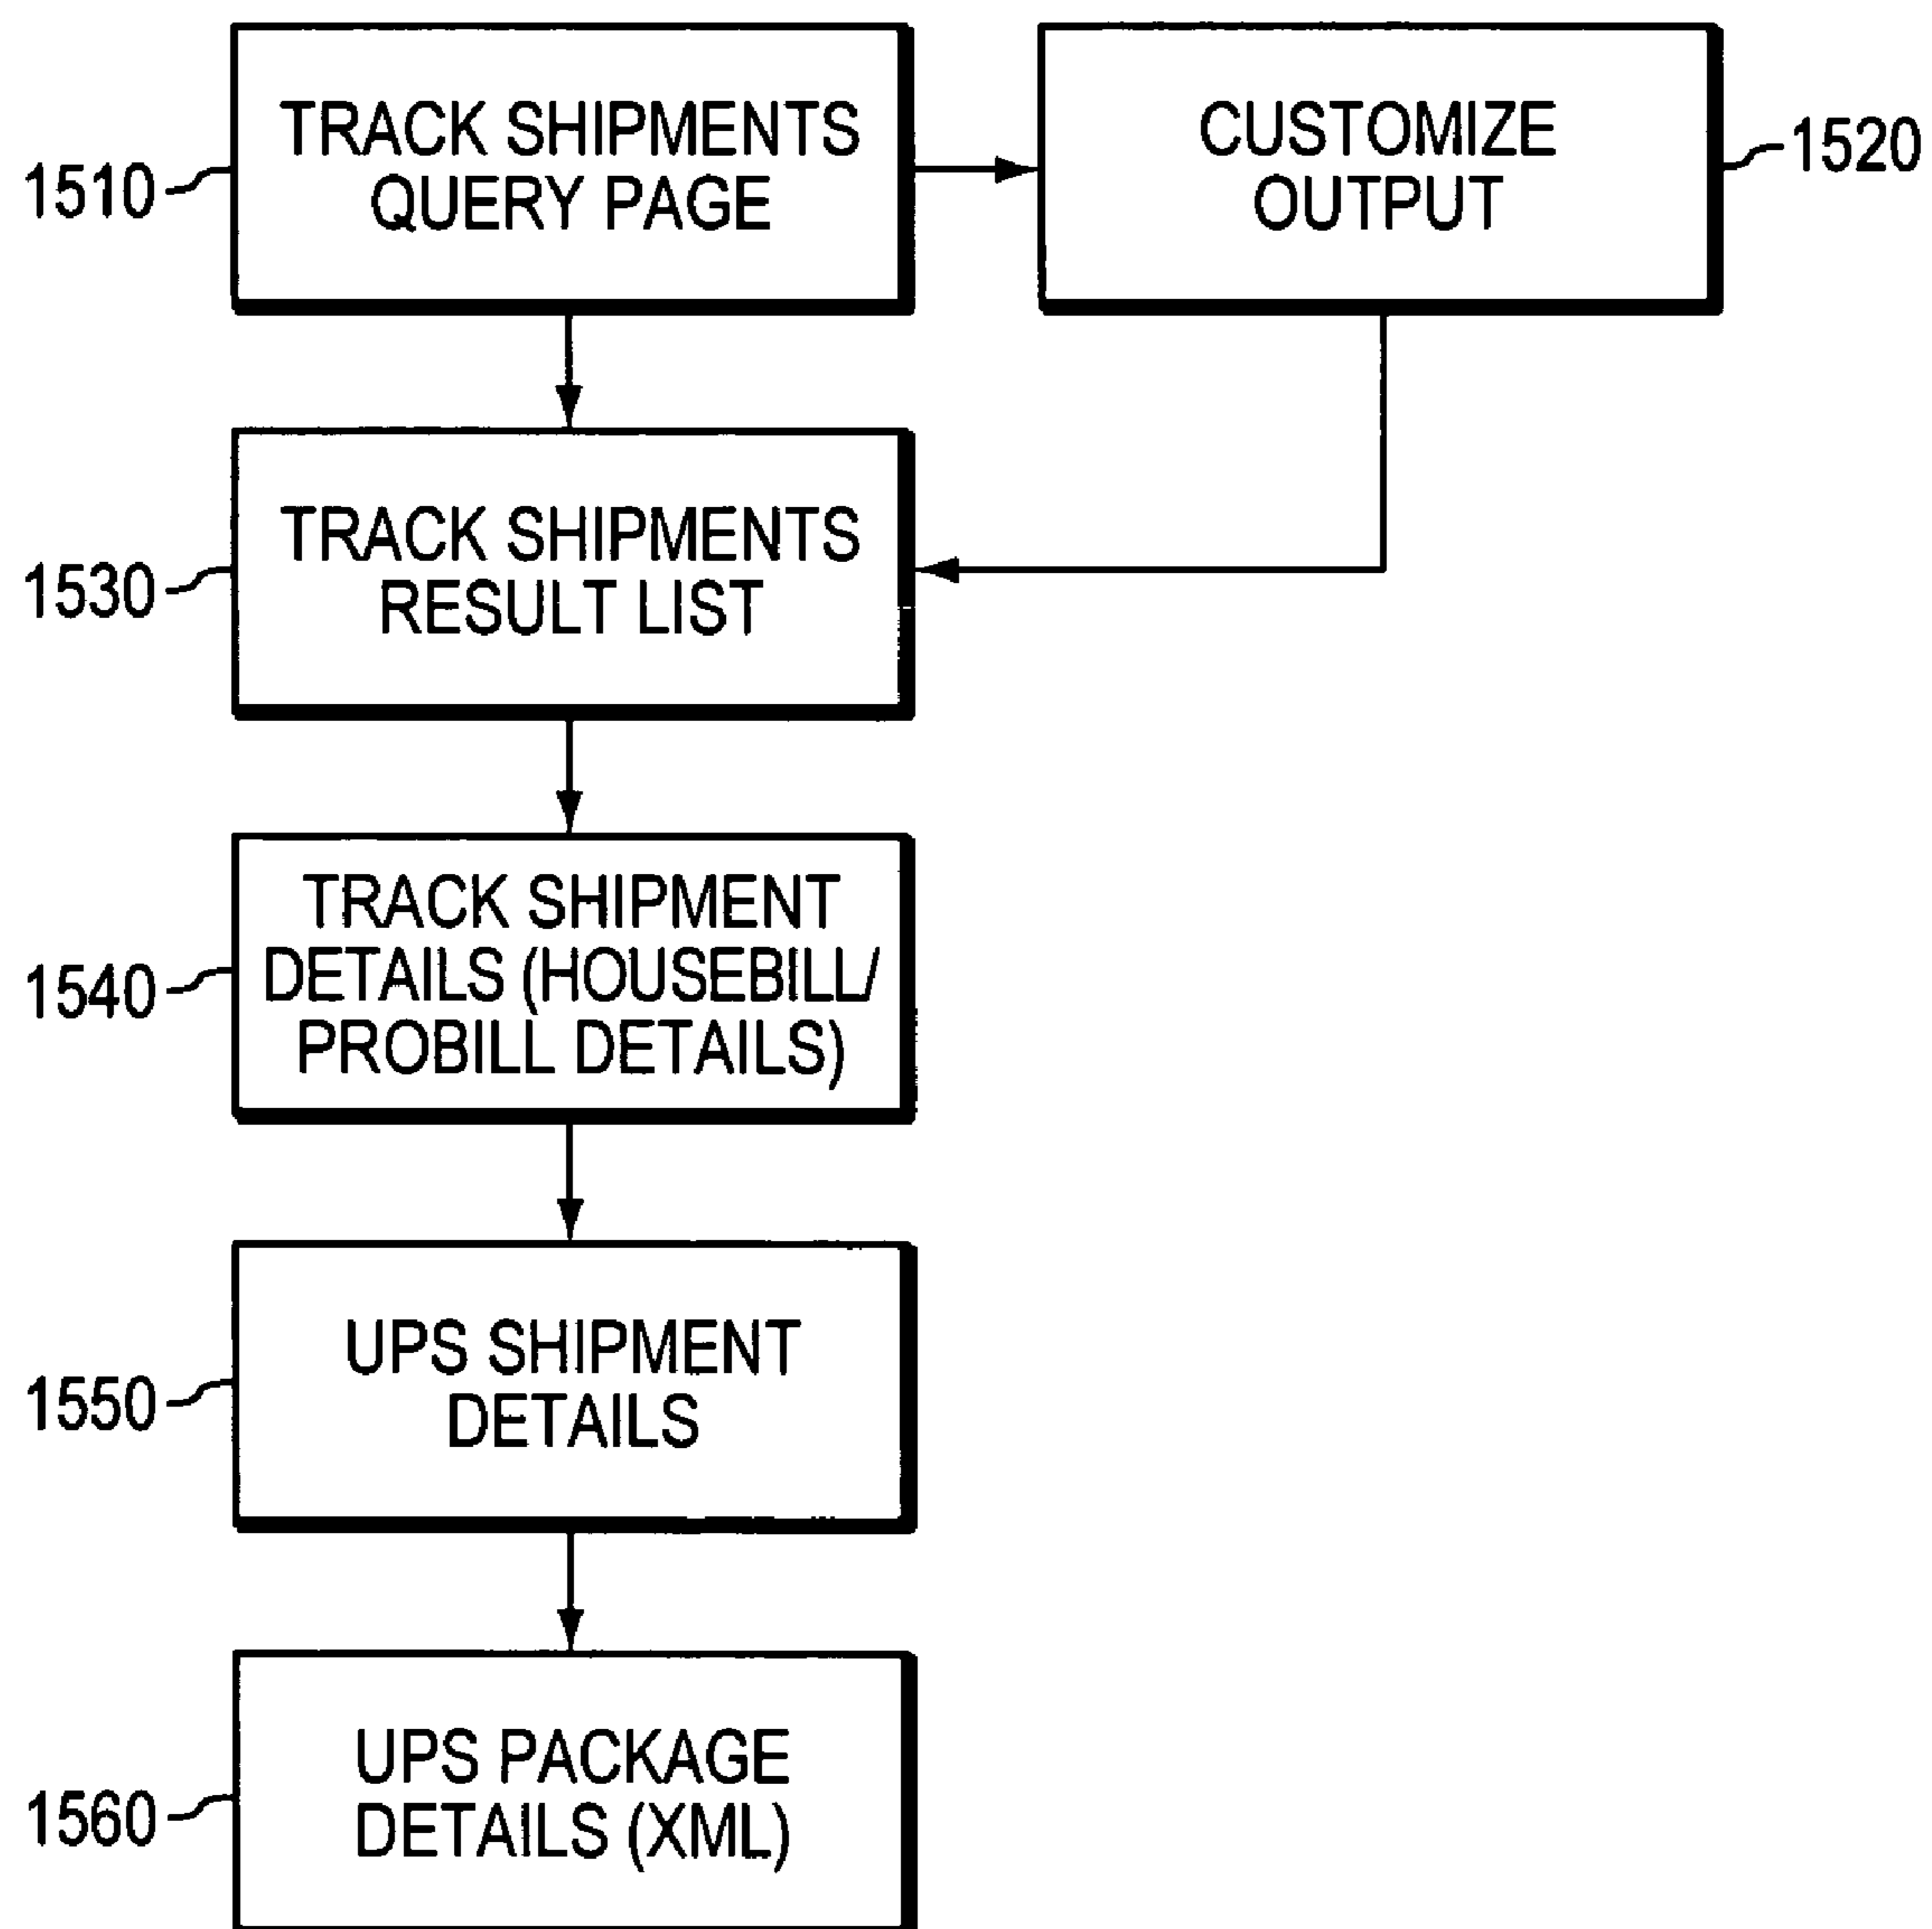 TRACK SHIPMENTS
QUERY PAGE
1510
CUSTOMIZE
OUTPUT
1520
TRACK SHIPMENTS
RESULT LIST
1530
TRACK SHIPMENT
DETAILS (HOUSEBILL/
PROBILL DETAILS)
1540
UPS SHIPMENT
DETAILS
1550
UPS PACKAGE
DETAILS (XML)
1560